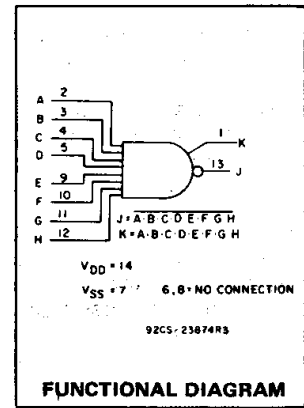 A 2
B 3
C 4
D 5
E 9
F 10
G 11
H 12
1 K
13 J
J=A·B·C·D·E·F·G·H
K=A·B·C·D·E·F·G·H
VDD = 14
VSS = 7 6,8=NO CONNECTION
92CS-23874R3
FUNCTIONAL DIAGRAM